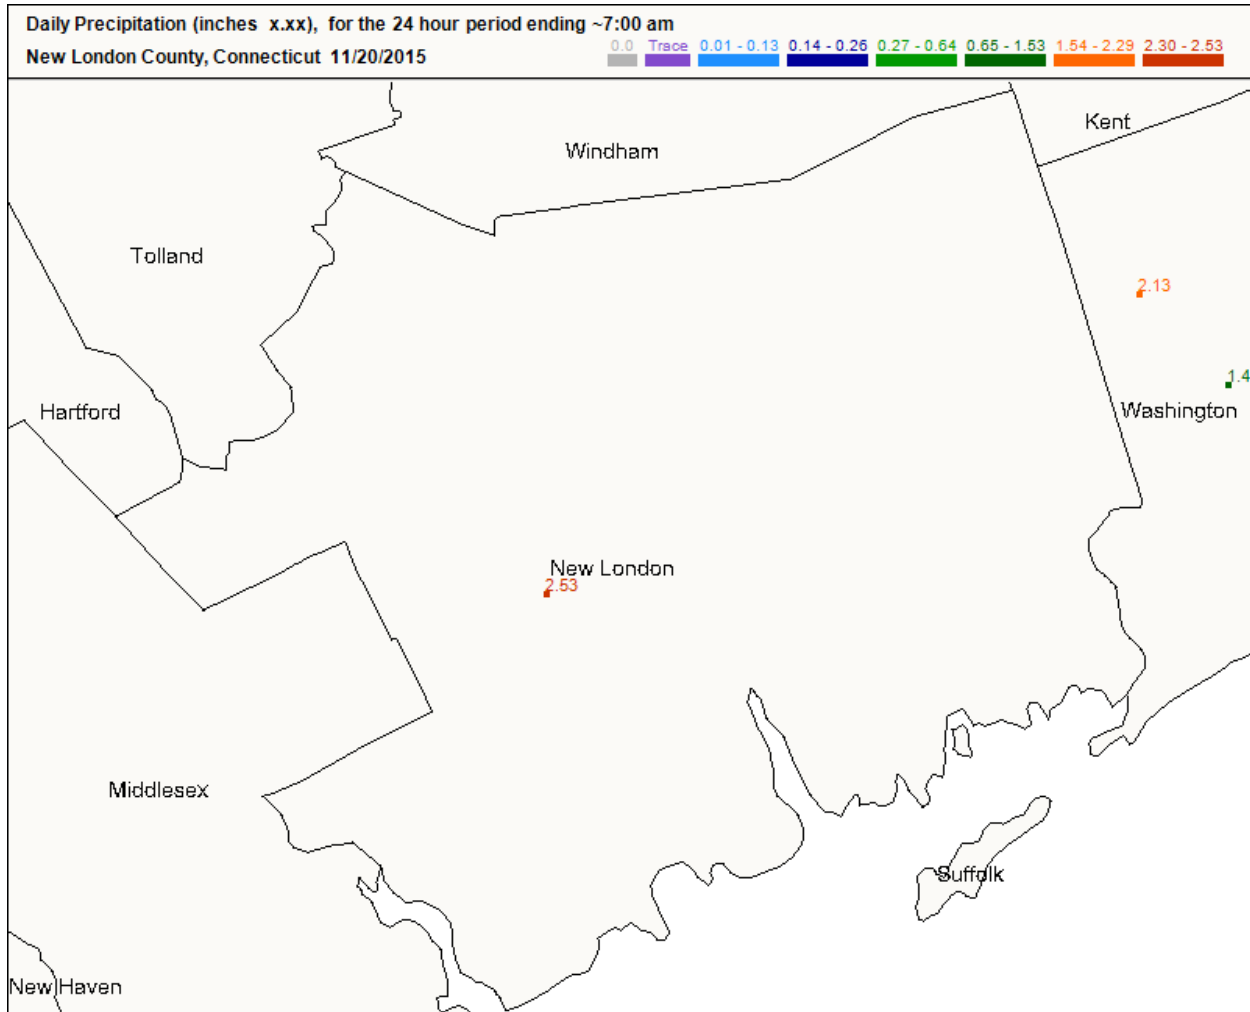 Daily Precipitation (inches  x.xx),  for the 24 hour period ending ~7:00 am
New London County, Connecticut  11/20/2015
0.0 Trace 0.01 - 0.13 0.14 - 0.26 0.27 - 0.64 0.65 - 1.53 1.54 - 2.29 2.30 - 2.53
Kent
Windham
Tolland
2.13
1.4
Hartford
Washington
New London
2.53
Middlesex
Suffolk
New Haven